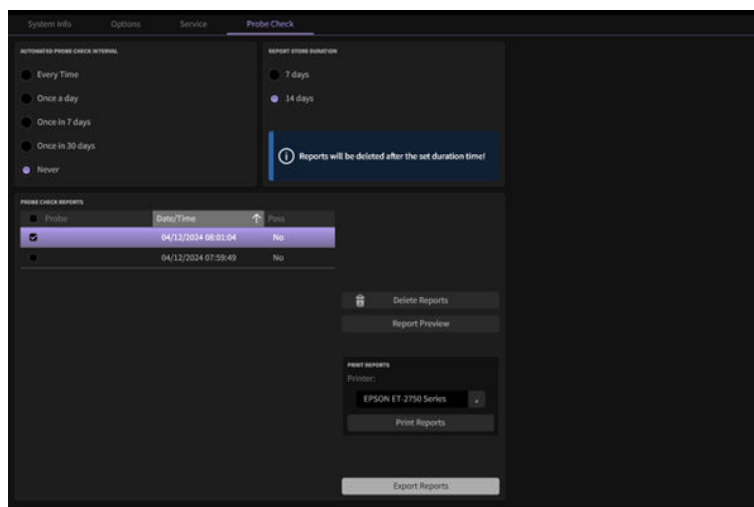 System Info Options Service Probe Check
AUTOMATED PROBE CHECK INTERVAL
Every Time
Once a day
Once in 7 days
Once in 30 days
Never
REPORT STORE DURATION
7 days
14 days
Reports will be deleted after the set duration time!
PROBE CHECK REPORTS
Probe Date/Time Pass
04/12/2024 08:01:04 No
04/12/2024 07:59:49 No
Delete Reports
Report Preview
PRINT REPORTS
Printer:
EPSON ET-2750 Series
Print Reports
Export Reports